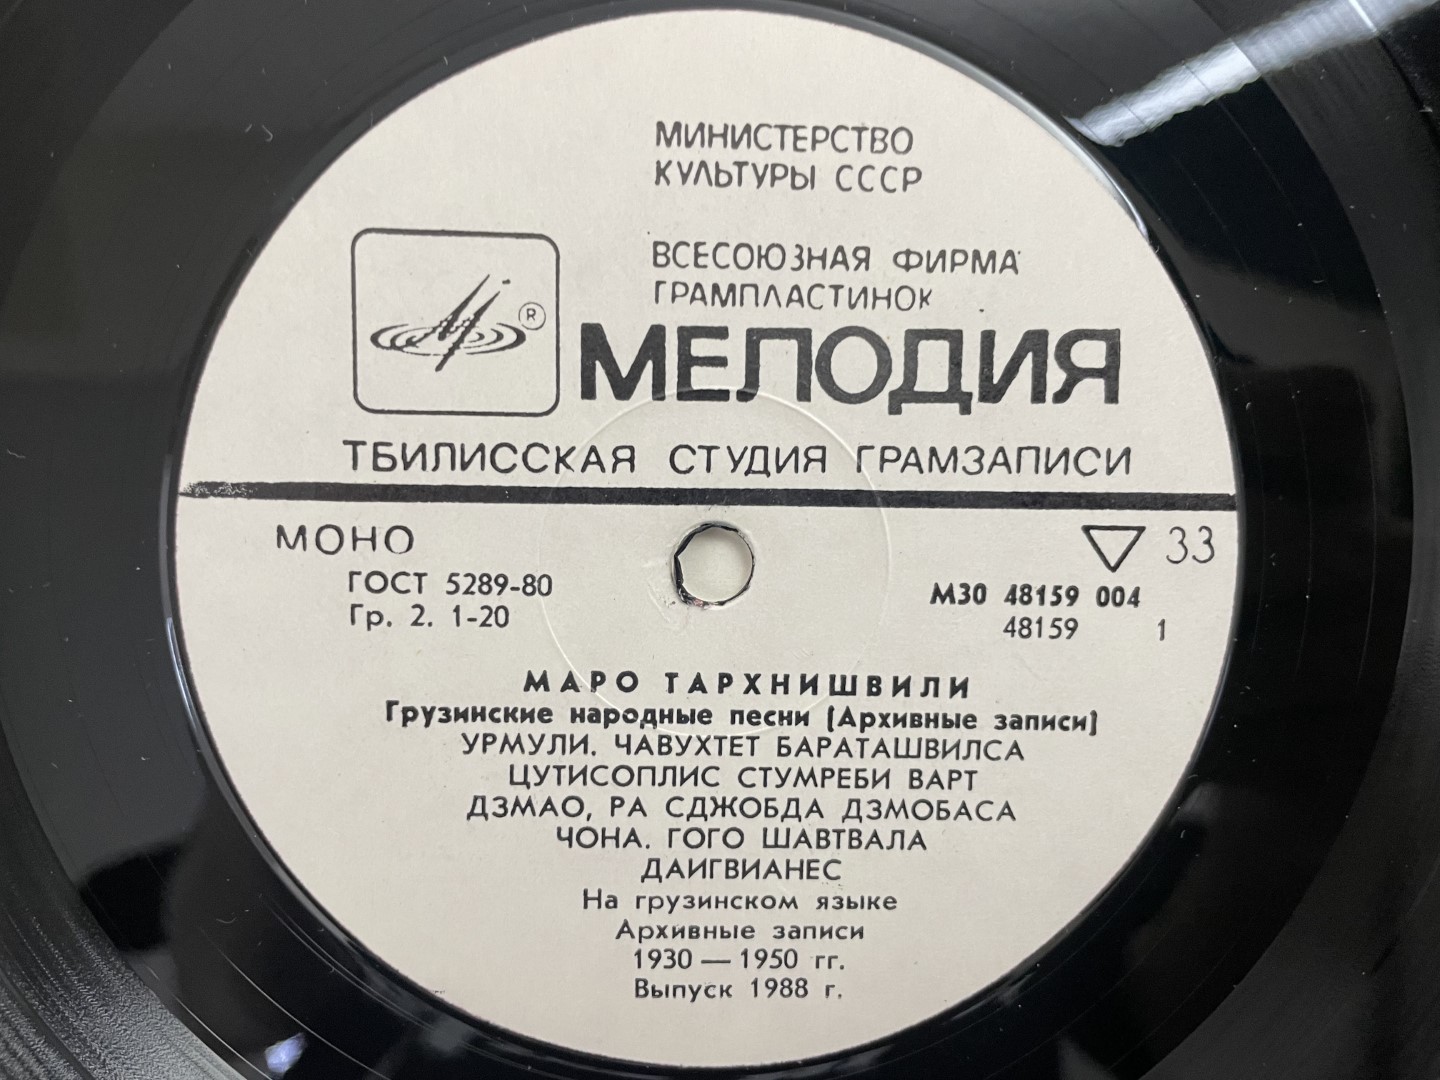 МИНИСТЕРСТВО
КУЛЬТУРЫ СССР
ВСЕСОЮЗНАЯ ФИРМА
ГРАМПЛАСТИНОК
®
МЕЛОДИЯ
ТБИЛИССКАЯ СТУДИЯ ГРАМЗАПИСИ
МОНО
33
ГОСТ 5289-80
Гр. 2. 1-20
М30 48159 004
48159 1
МАРО ТАРХНИШВИЛИ
Грузинские народные песни (Архивные записи)
УРМУЛИ. ЧАВУХТЕТ БАРАТАШВИЛСА
ЦУТИСОПЛИС СТУМРЕБИ ВАРТ
ДЗМАО, РА СДЖОБДА ДЗМОБАСА
ЧОНА. ГОГО ШАВТВАЛА
ДАИГВИАНЕС
На грузинском языке
Архивные записи
1930 — 1950 гг.
Выпуск 1988 г.